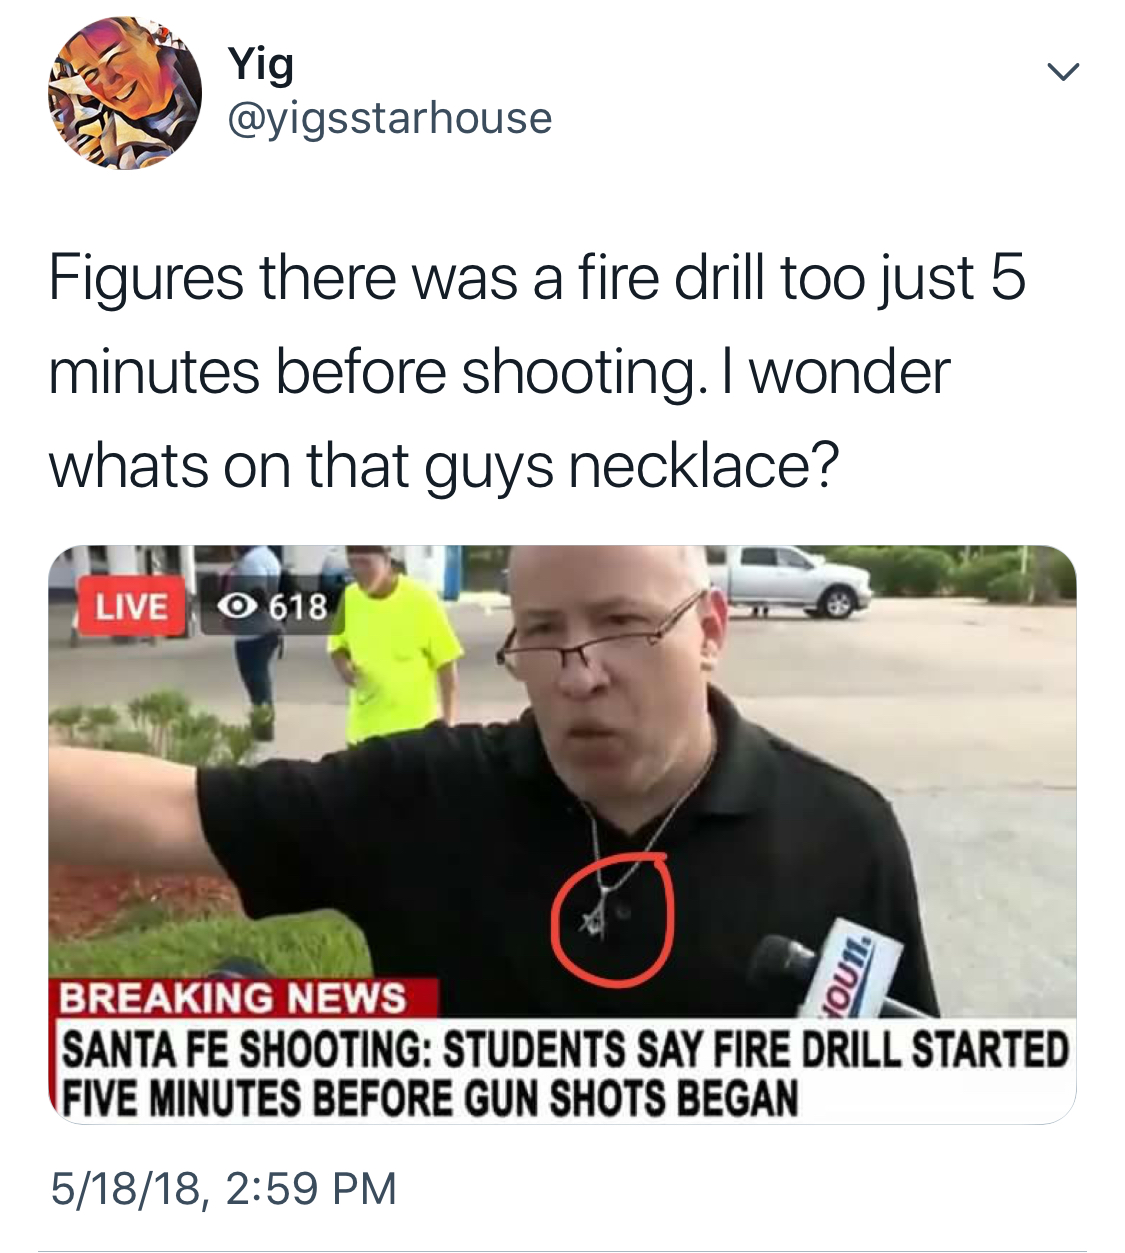 Yig
@yigsstarhouse
Figures there was a fire drill too just 5
minutes before shooting. I wonder
whats on that guys necklace?
LIVE 618
HOU11.
BREAKING NEWS
SANTA FE SHOOTING: STUDENTS SAY FIRE DRILL STARTED
FIVE MINUTES BEFORE GUN SHOTS BEGAN
5/18/18, 2:59 PM